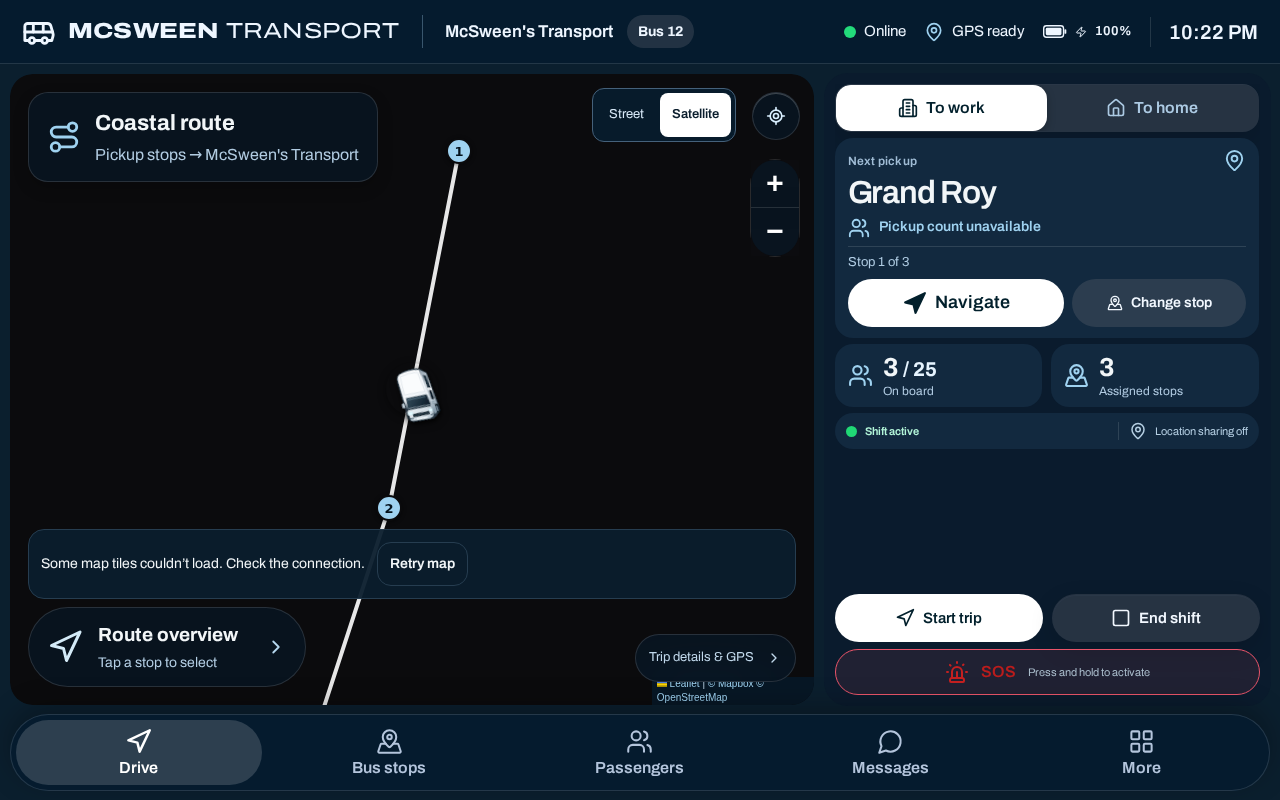 MCSWEEN TRANSPORT
McSween's Transport
Bus 12
Online
GPS ready
100%
10:22 PM
Coastal route
Pickup stops → McSween's Transport
Street
Satellite
1
+
−
2
Some map tiles couldn't load. Check the connection.
Retry map
Route overview
Tap a stop to select
Trip details & GPS
Leaflet | © Mapbox ©
OpenStreetMap
To work
To home
Next pickup
Grand Roy
Pickup count unavailable
Stop 1 of 3
Navigate
Change stop
3 / 25
On board
3
Assigned stops
Shift active
Location sharing off
Start trip
End shift
SOS
Press and hold to activate
Drive
Bus stops
Passengers
Messages
More